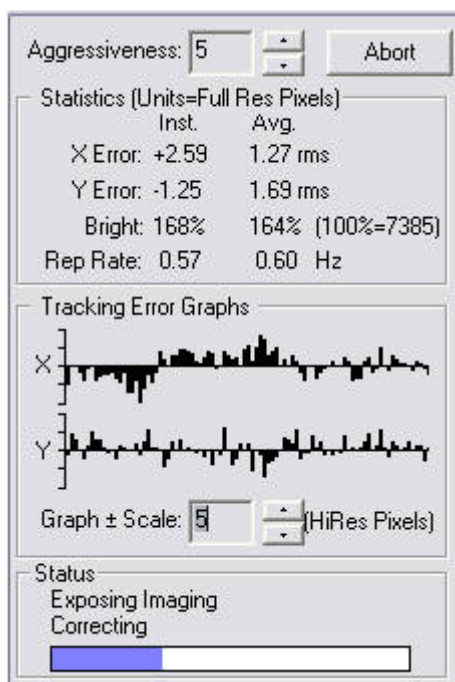 Aggressiveness: 5 Abort
Statistics (Units=Full Res Pixels)
Inst. Avg.
X Error: +2.59 1.27 rms
Y Error: -1.25 1.69 rms
Bright: 168% 164% (100%=7385)
Rep Rate: 0.57 0.60 Hz
Tracking Error Graphs
X
Y
Graph ± Scale: 5 (HiRes Pixels)
Status
Exposing Imaging
Correcting